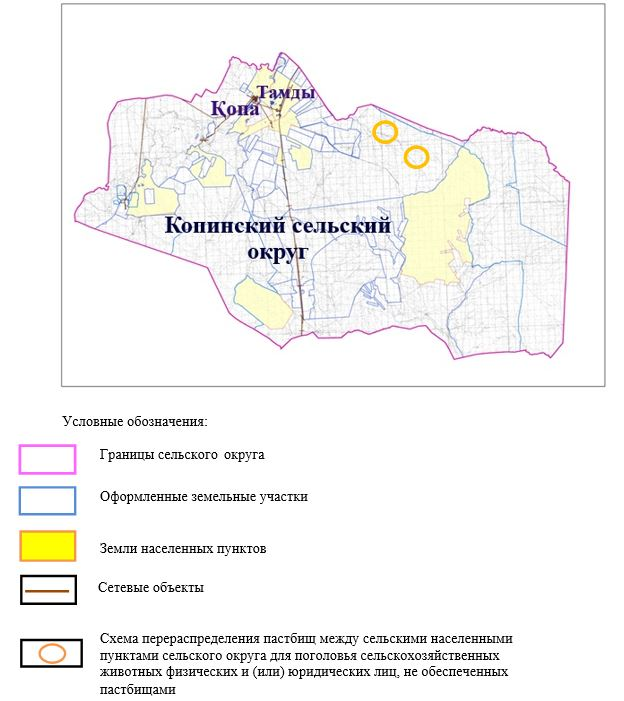 Тамды
Қопа
Копинский сельский
округ
Условные обозначения:
Границы сельского округа
Оформленные земельные участки
Земли населенных пунктов
Сетевые объекты
Схема перераспределения пастбищ между сельскими населенными
пунктами сельского округа для поголовья сельскохозяйственных
животных физических и (или) юридических лиц, не обеспеченных
пастбищами